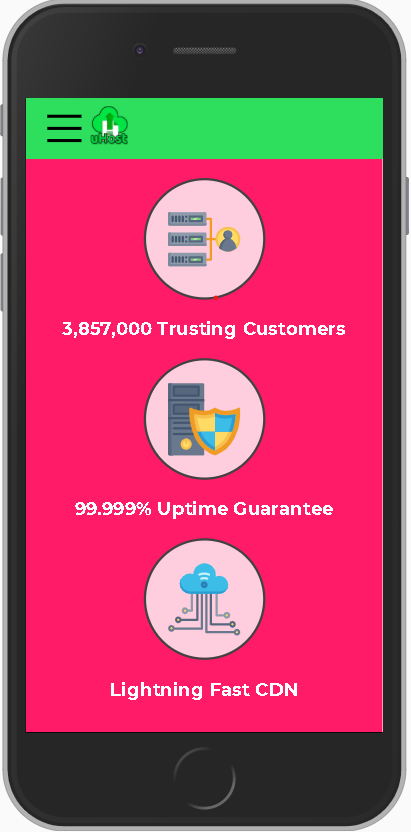 uHost
3,857,000 Trusting Customers
99.999% Uptime Guarantee
Lightning Fast CDN